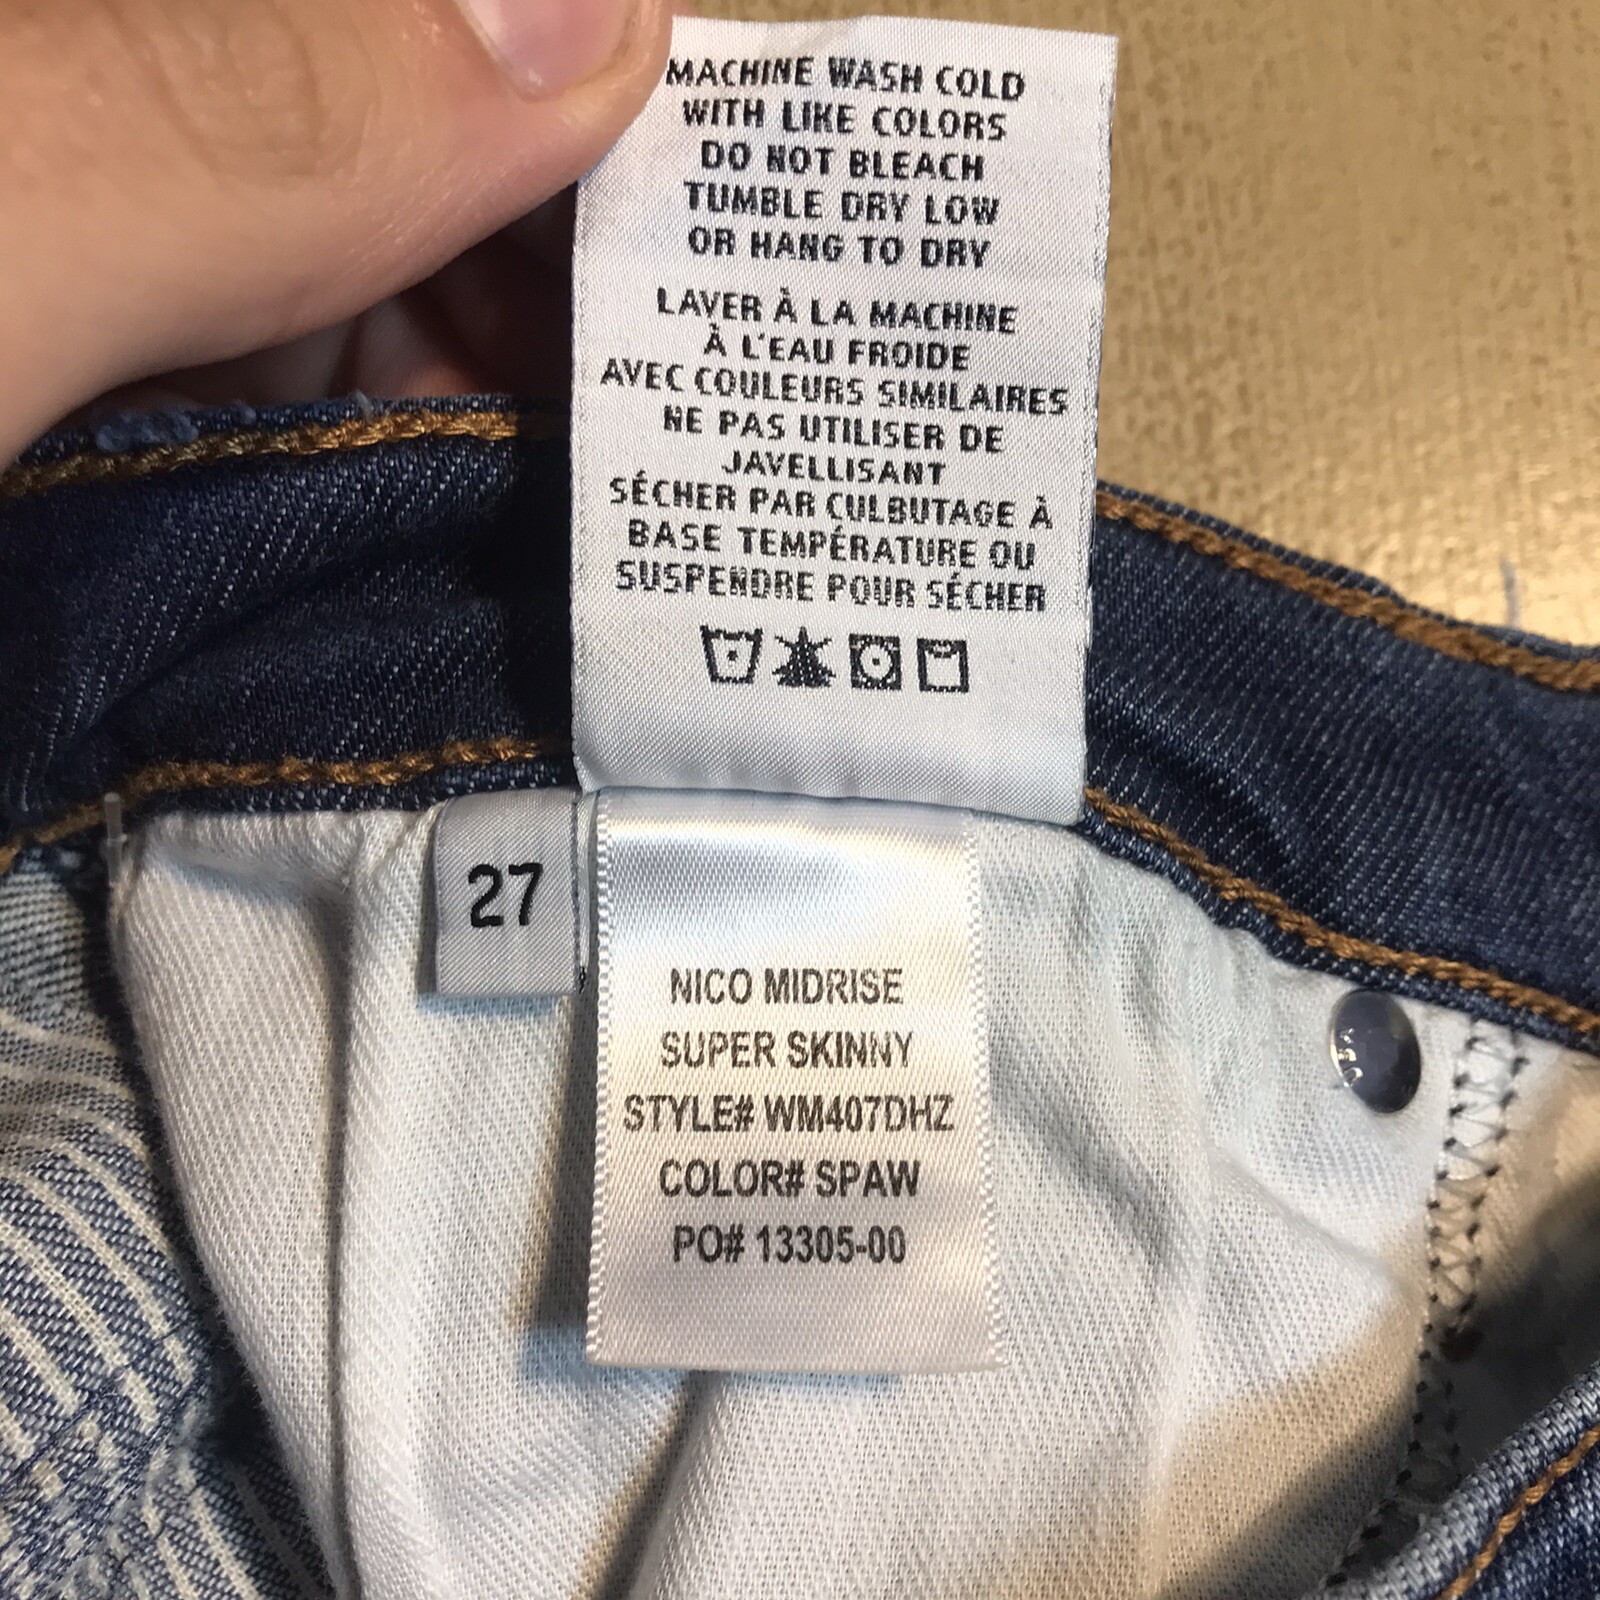 MACHINE WASH COLD
WITH LIKE COLORS
DO NOT BLEACH
TUMBLE DRY LOW
OR HANG TO DRY
LAVER À LA MACHINE
À L'EAU FROIDE
AVEC COULEURS SIMILAIRES
NE PAS UTILISER DE
JAVELLISANT
SÉCHER PAR CULBUTAGE À
BASE TEMPÉRATURE OU
SUSPENDRE POUR SÉCHER
27
NICO MIDRISE
SUPER SKINNY
STYLE# WM407DHZ
COLOR# SPAW
PO# 13305-00
USA